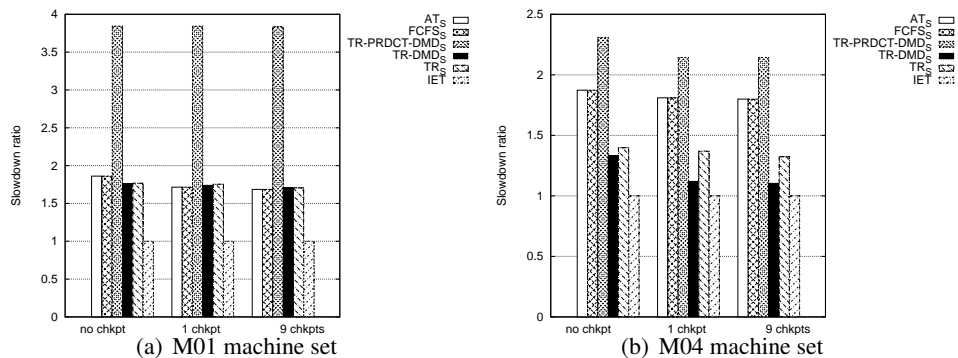 4
3.5
3
2.5
2
1.5
1
0.5
0
Slowdown ratio
no chkpt 1 chkpt 9 chkpts
AT_S
FCFS_S
TR-PRDCT-DMD_S
TR-DMD_S
TR_S
IET
(a) M01 machine set
2.5
2
1.5
1
0.5
0
Slowdown ratio
no chkpt 1 chkpt 9 chkpts
AT_S
FCFS_S
TR-PRDCT-DMD_S
TR-DMD_S
TR_S
IET
(b) M04 machine set